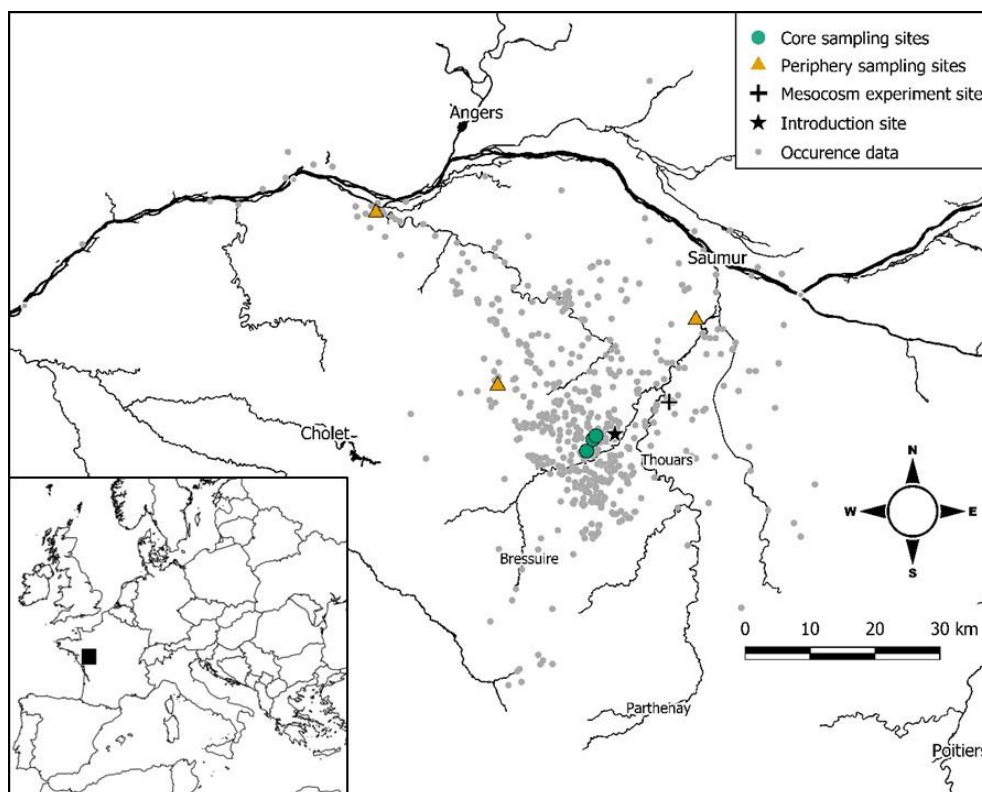 Core sampling sites
Periphery sampling sites
Mesocosm experiment site
Introduction site
Occurence data
Angers
Saumur
Cholet
Thouars
Bressuire
N
W
E
S
0 10 20 30 km
Parthenay
Poitiers